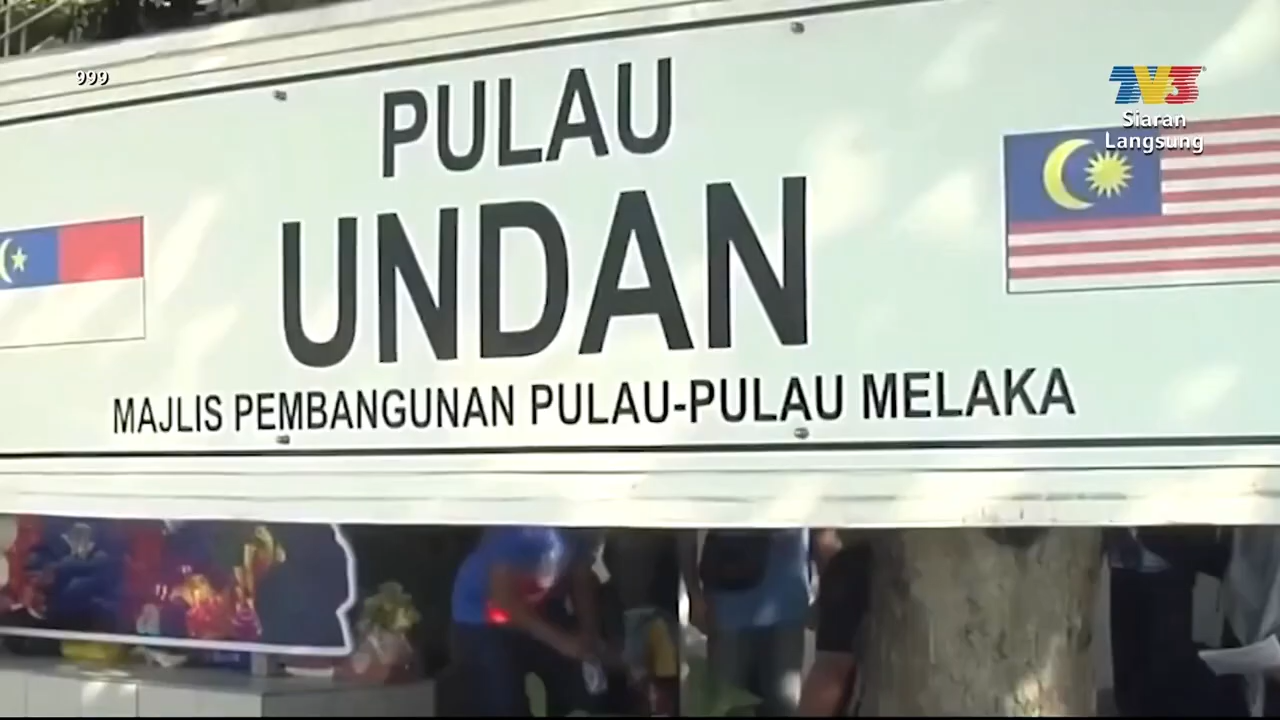 999
TV3
Siaran
Langsung
PULAU
UNDAN
MAJLIS PEMBANGUNAN PULAU-PULAU MELAKA